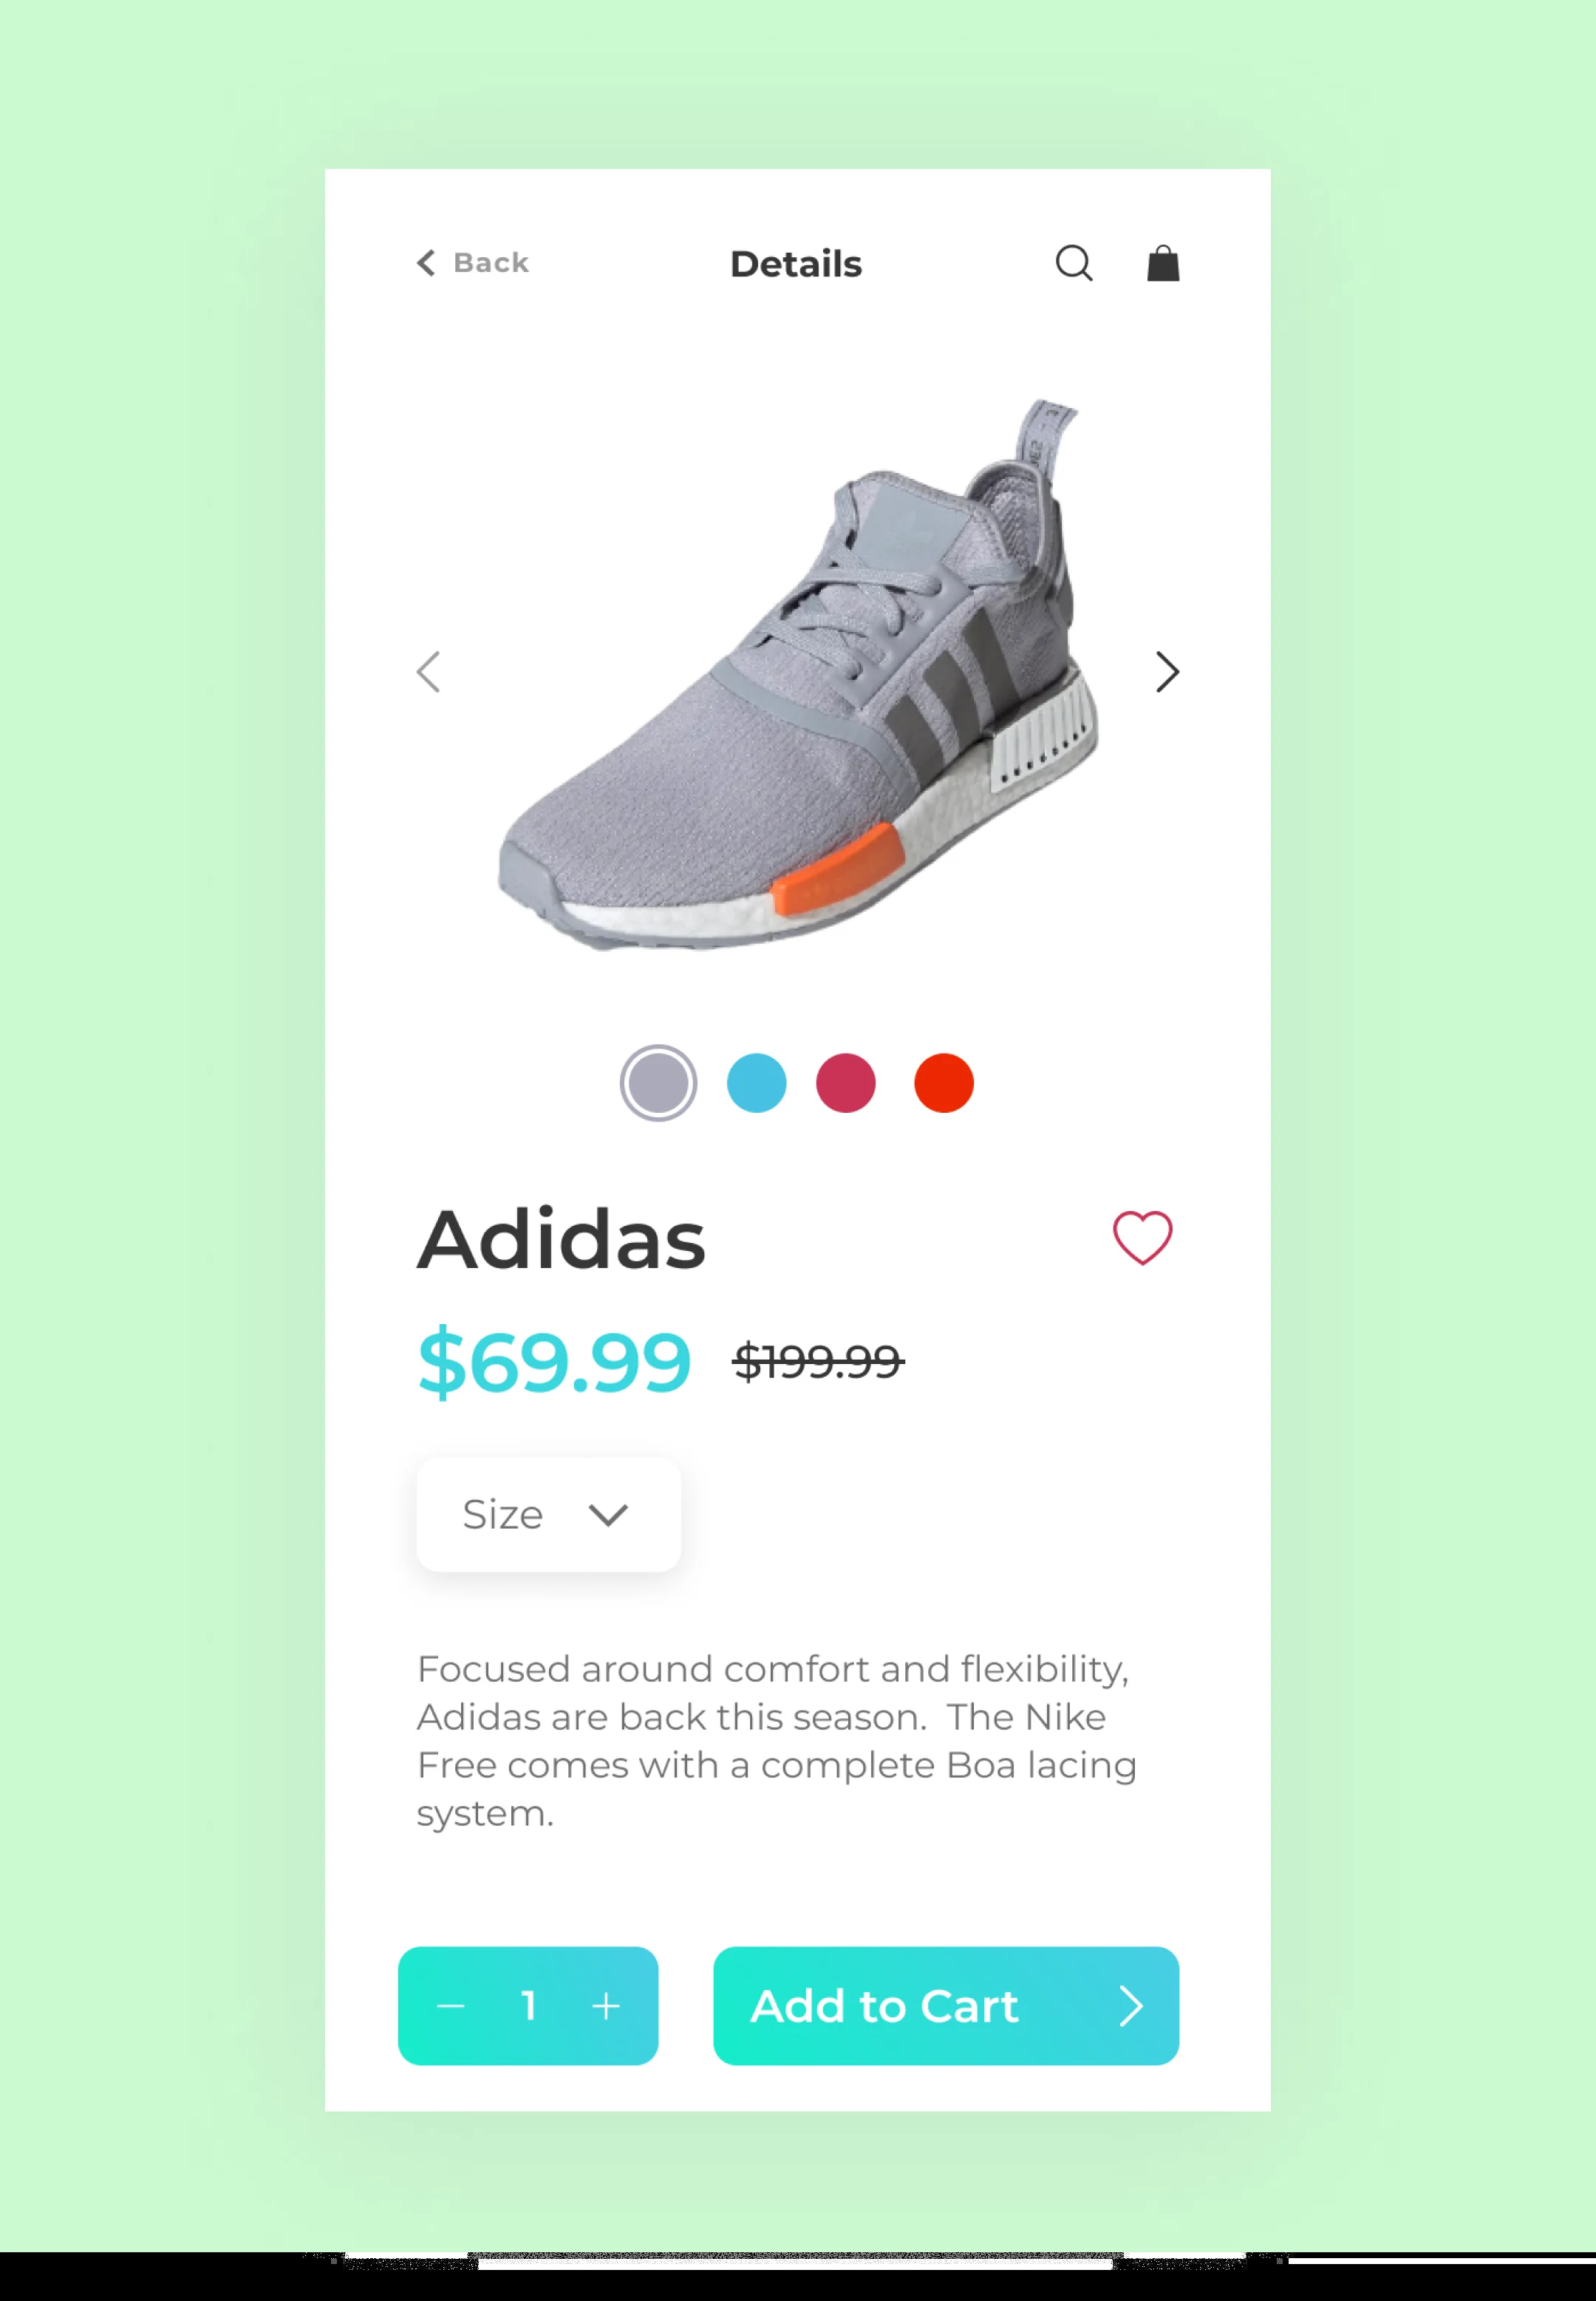 Back
Details
Adidas
$69.99 $199.99
Size
Focused around comfort and flexibility,
Adidas are back this season.  The Nike
Free comes with a complete Boa lacing
system.
1
Add to Cart